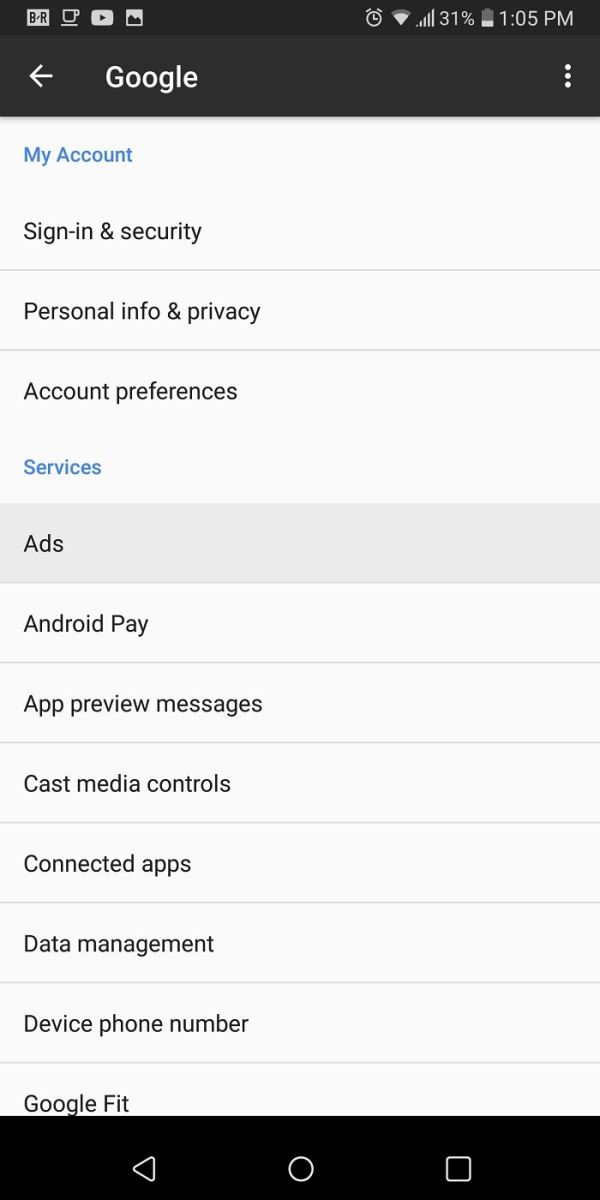 B-R 31% 1:05 PM
Google
My Account
Sign-in & security
Personal info & privacy
Account preferences
Services
Ads
Android Pay
App preview messages
Cast media controls
Connected apps
Data management
Device phone number
Google Fit